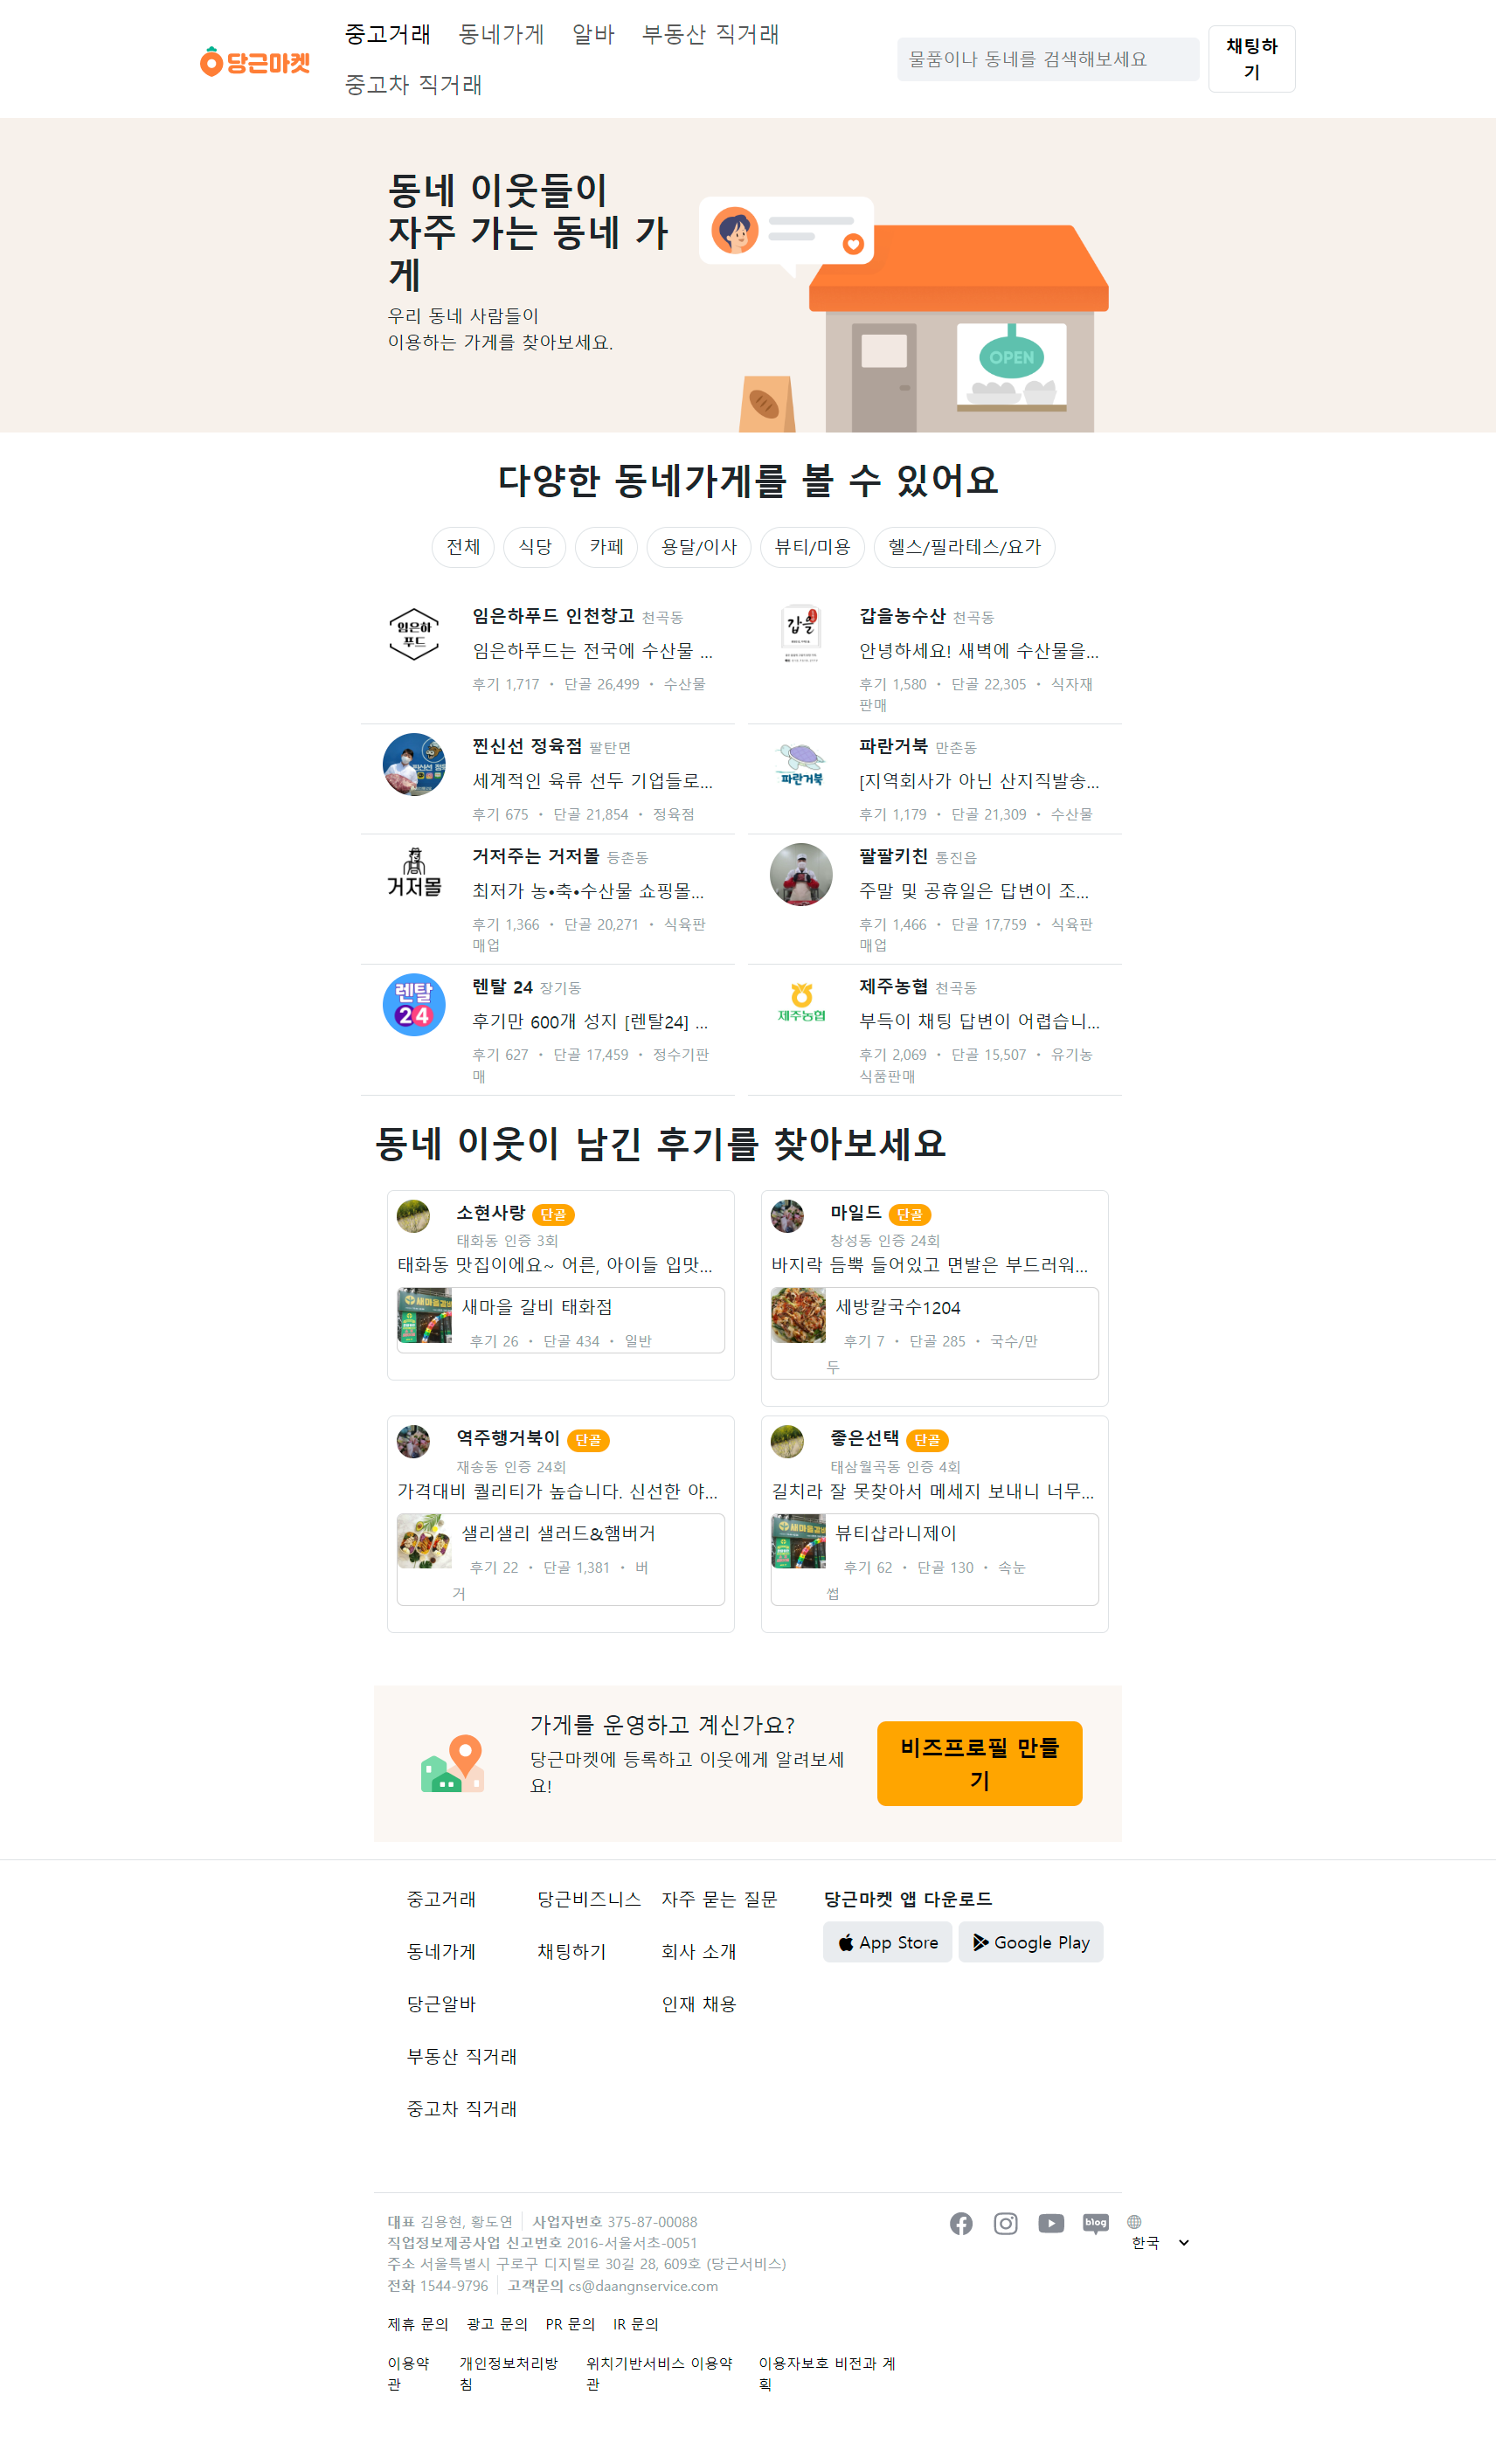 당근마켓
중고거래 동네가게 알바 부동산 직거래
중고차 직거래
물품이나 동네를 검색해보세요
채팅하
기
동네 이웃들이
자주 가는 동네 가
게
우리 동네 사람들이
이용하는 가게를 찾아보세요.
OPEN
다양한 동네가게를 볼 수 있어요
전체 식당 카페 용달/이사 뷰티/미용 헬스/필라테스/요가
임은하
푸드
임은하푸드 인천창고 천곡동
임은하푸드는 전국에 수산물 ...
후기 1,717 • 단골 26,499 • 수산물
갑을
갑을농수산 천곡동
안녕하세요! 새벽에 수산물을...
후기 1,580 • 단골 22,305 • 식자재
판매
찐신선 정육점 팔탄면
세계적인 육류 선두 기업들로...
후기 675 • 단골 21,854 • 정육점
파란거북
파란거북 만촌동
[지역회사가 아닌 산지직발송...
후기 1,179 • 단골 21,309 • 수산물
거저몰
거저주는 거저몰 등촌동
최저가 농•축•수산물 쇼핑몰...
후기 1,366 • 단골 20,271 • 식육판
매업
팔팔키친 통진읍
주말 및 공휴일은 답변이 조...
후기 1,466 • 단골 17,759 • 식육판
매업
렌탈
24
렌탈 24 장기동
후기만 600개 성지 [렌탈24] ...
후기 627 • 단골 17,459 • 정수기판
매
제주농협
제주농협 천곡동
부득이 채팅 답변이 어렵습니...
후기 2,069 • 단골 15,507 • 유기농
식품판매
동네 이웃이 남긴 후기를 찾아보세요
소현사랑 단골
태화동 인증 3회
태화동 맛집이에요~ 어른, 아이들 입맛...
새마을 갈비 태화점
후기 26 • 단골 434 • 일반
마일드 단골
창성동 인증 24회
바지락 듬뿍 들어있고 면발은 부드러워...
세방칼국수1204
후기 7 • 단골 285 • 국수/만
두
역주행거북이 단골
재송동 인증 24회
가격대비 퀄리티가 높습니다. 신선한 야...
샐리샐리 샐러드&햄버거
후기 22 • 단골 1,381 • 버
거
좋은선택 단골
태삼월곡동 인증 4회
길치라 잘 못찾아서 메세지 보내니 너무...
뷰티샵라니제이
후기 62 • 단골 130 • 속눈
썹
가게를 운영하고 계신가요?
당근마켓에 등록하고 이웃에게 알려보세
요!
비즈프로필 만들
기
중고거래 당근비즈니스 자주 묻는 질문 당근마켓 앱 다운로드
App Store Google Play
동네가게 채팅하기 회사 소개
당근알바 인재 채용
부동산 직거래
중고차 직거래
대표 김용현, 황도연 사업자번호 375-87-00088
직업정보제공사업 신고번호 2016-서울서초-0051
주소 서울특별시 구로구 디지털로 30길 28, 609호 (당근서비스)
전화 1544-9796 고객문의 cs@daangnservice.com
blog
한국
제휴 문의 광고 문의 PR 문의 IR 문의
이용약
관
개인정보처리방
침
위치기반서비스 이용약
관
이용자보호 비전과 계
획